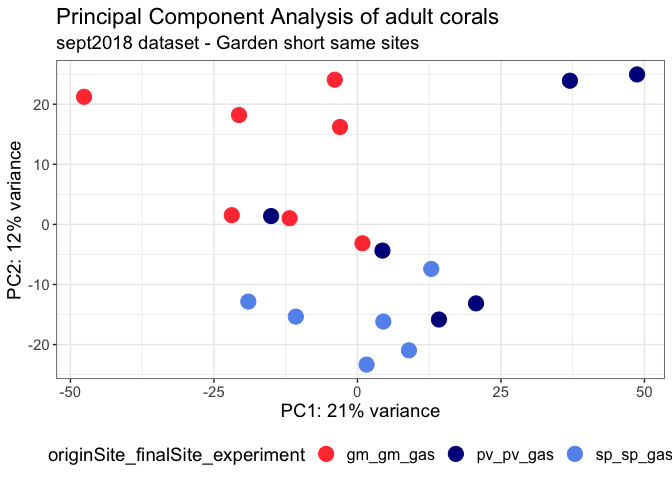 Principal Component Analysis of adult corals
sept2018 dataset - Garden short same sites
PC2: 12% variance
20
10
0
-10
-20
-50
-25
0
25
50
PC1: 21% variance
originSite_finalSite_experiment
gm_gm_gas
pv_pv_gas
sp_sp_gas